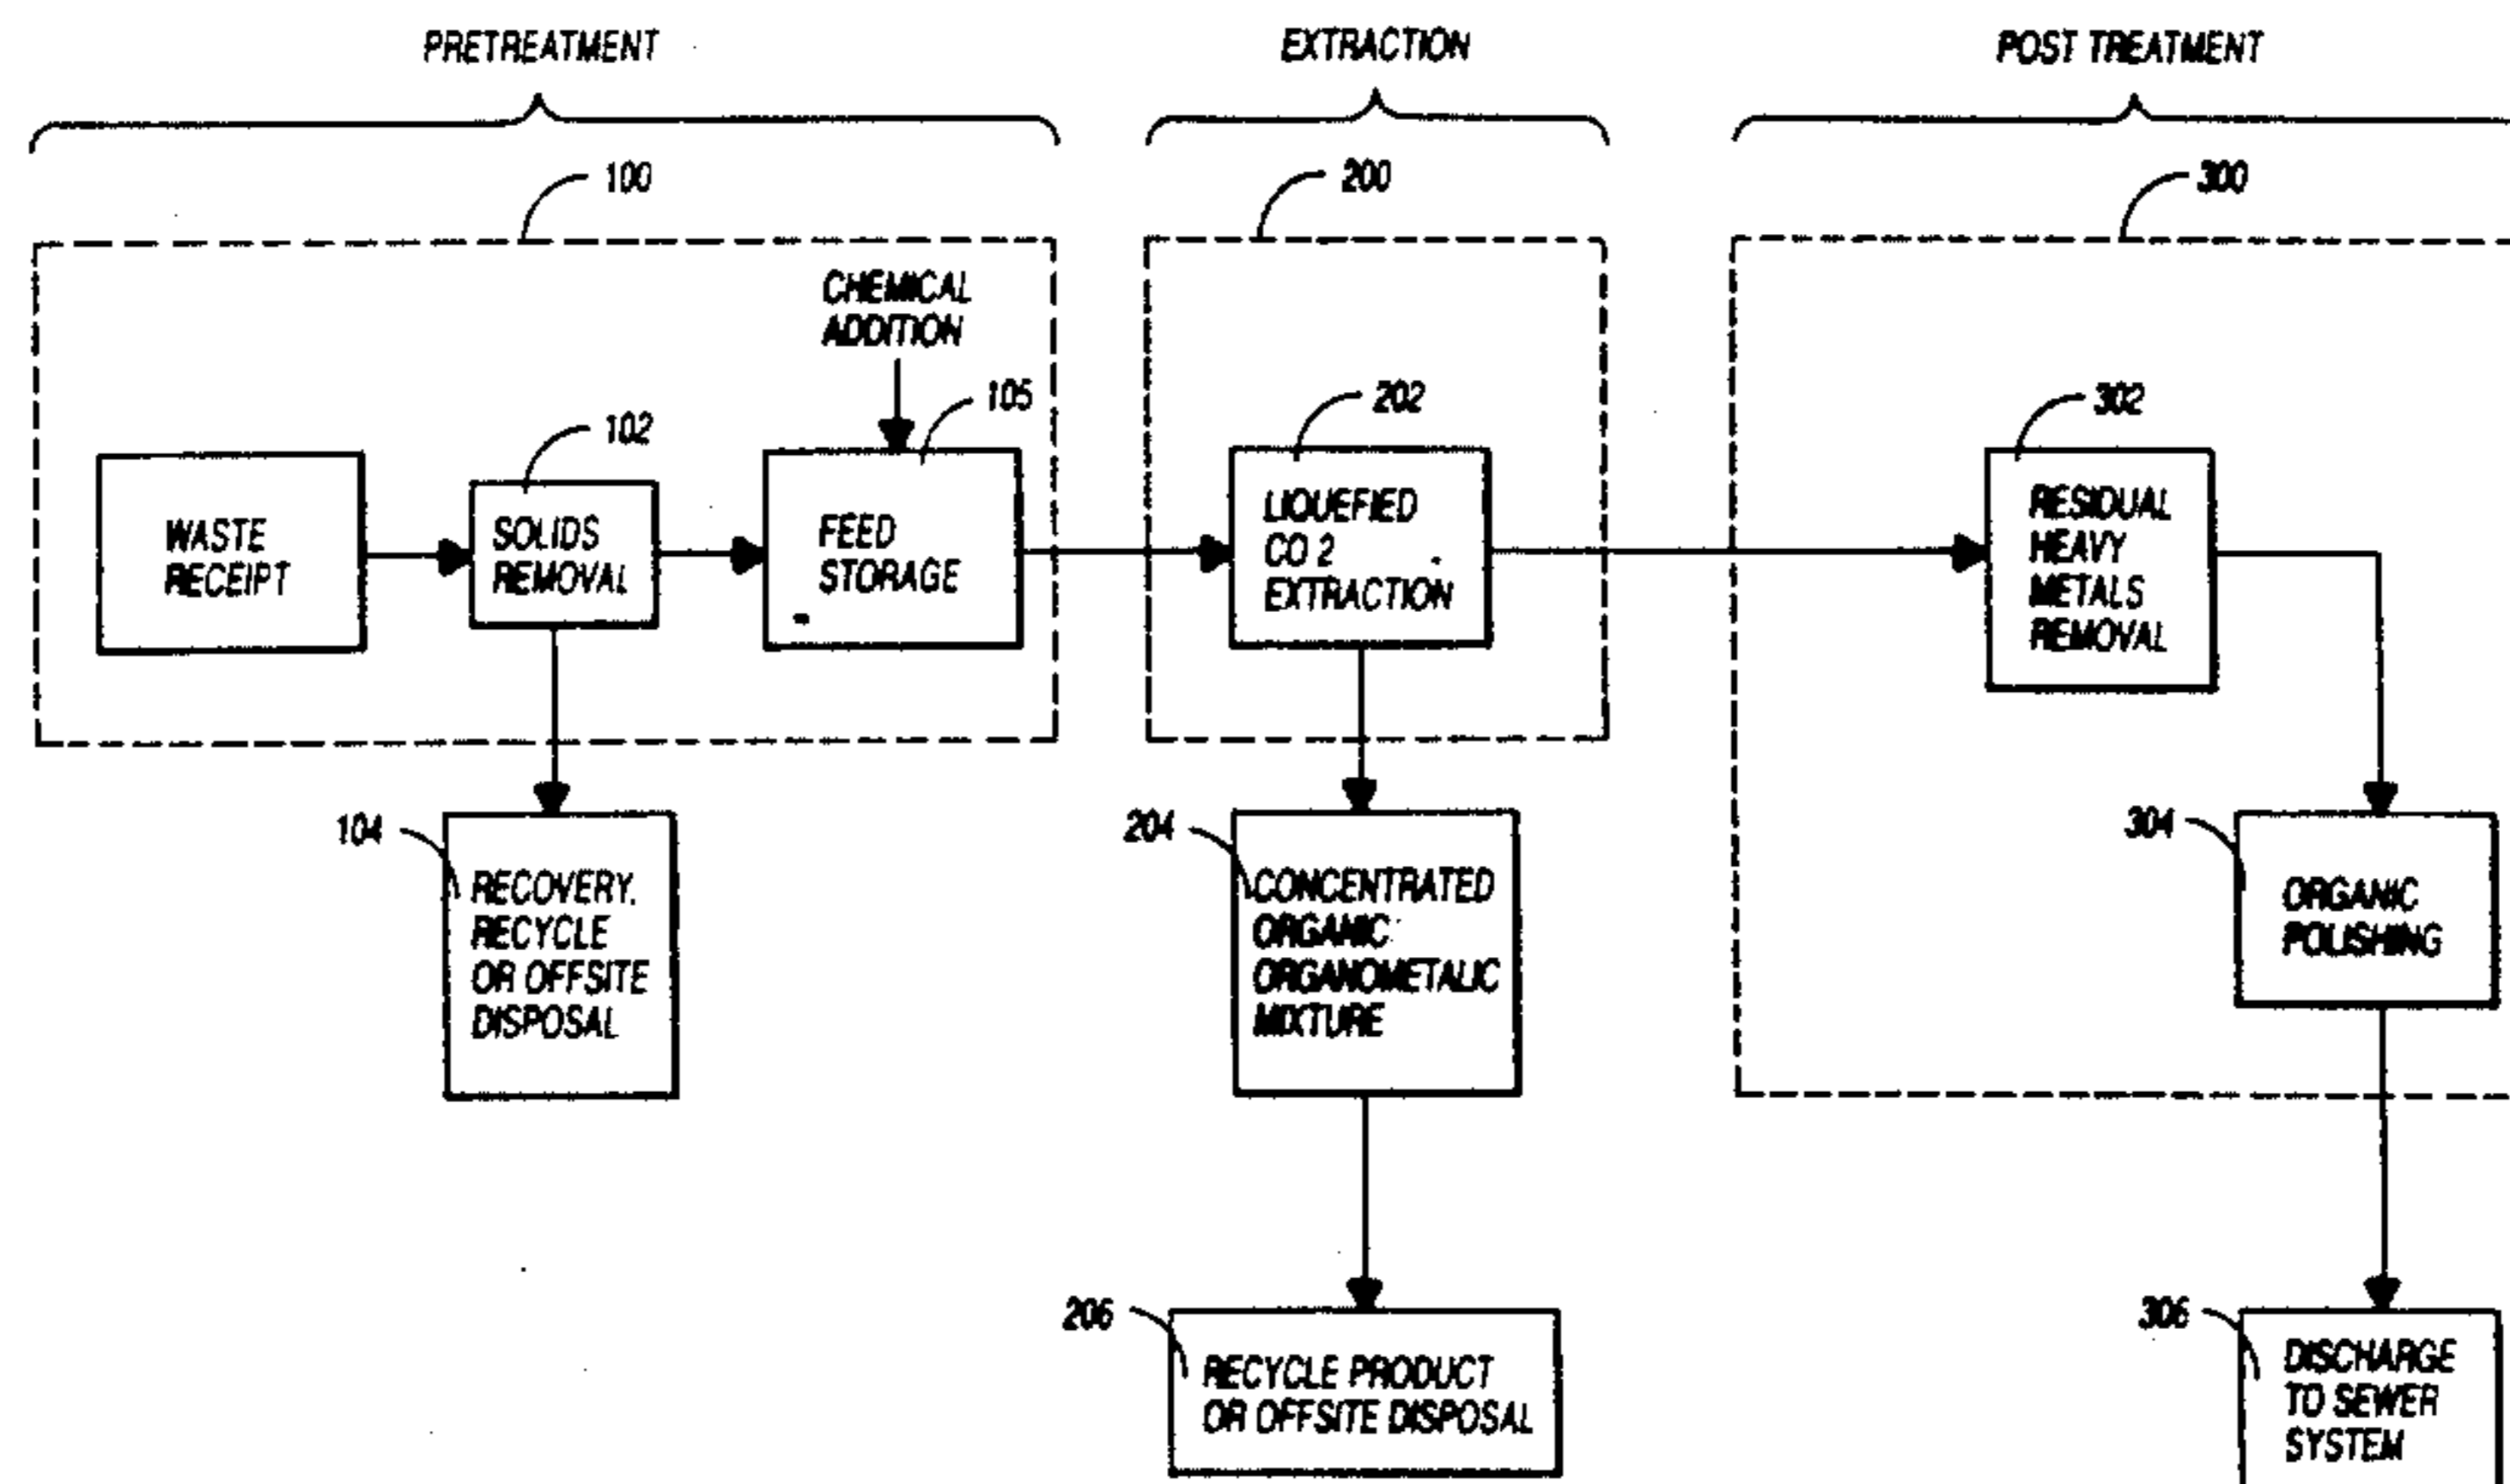 PRETREATMENT
EXTRACTION
POST TREATMENT
100
200
300
CHEMICAL
ADDITION
102
105
202
302
WASTE
RECEIPT
SOLIDS
REMOVAL
FEED
STORAGE
LIQUEFIED
CO 2
EXTRACTION
RESIDUAL
HEAVY
METALS
REMOVAL
104
RECOVERY,
RECYCLE
OR OFFSITE
DISPOSAL
204
CONCENTRATED
ORGANIC
ORGANOMETALIC
MIXTURE
304
ORGANIC
POLISHING
206
RECYCLE PRODUCT
OR OFFSITE DISPOSAL
306
DISCHARGE
TO SEWER
SYSTEM